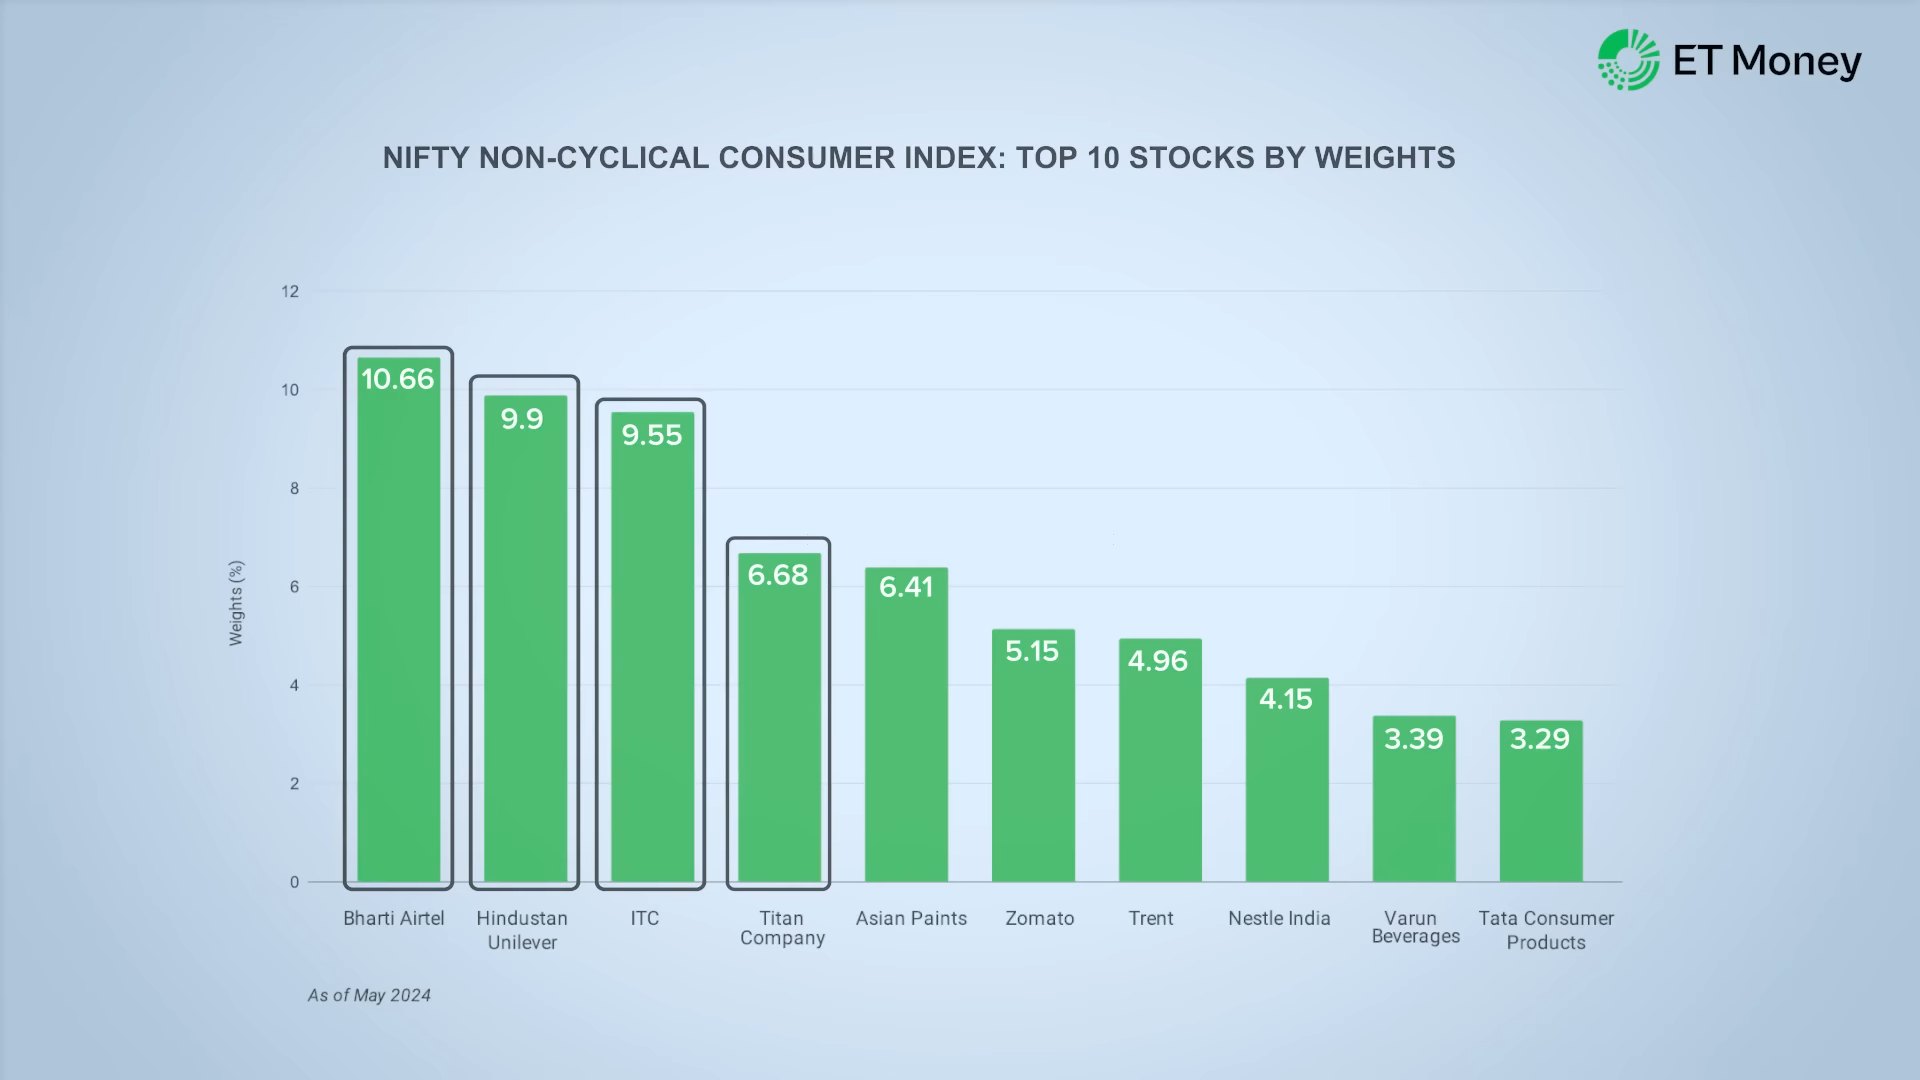 ET Money
NIFTY NON-CYCLICAL CONSUMER INDEX: TOP 10 STOCKS BY WEIGHTS
Weights (%)
12
10
8
6
4
2
0
10.66
9.9
9.55
6.68
6.41
5.15
4.96
4.15
3.39
3.29
Bharti Airtel
Hindustan
Unilever
ITC
Titan
Company
Asian Paints
Zomato
Trent
Nestle India
Varun
Beverages
Tata Consumer
Products
As of May 2024